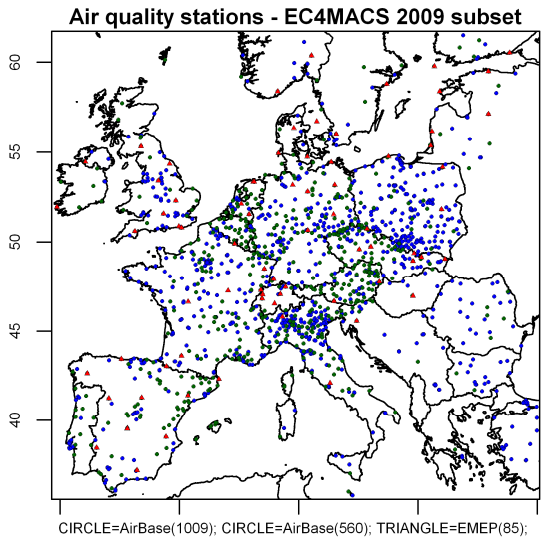 Air quality stations - EC4MACS 2009 subset
60
55
50
45
40
CIRCLE=AirBase(1009); CIRCLE=AirBase(560); TRIANGLE=EMEP(85);